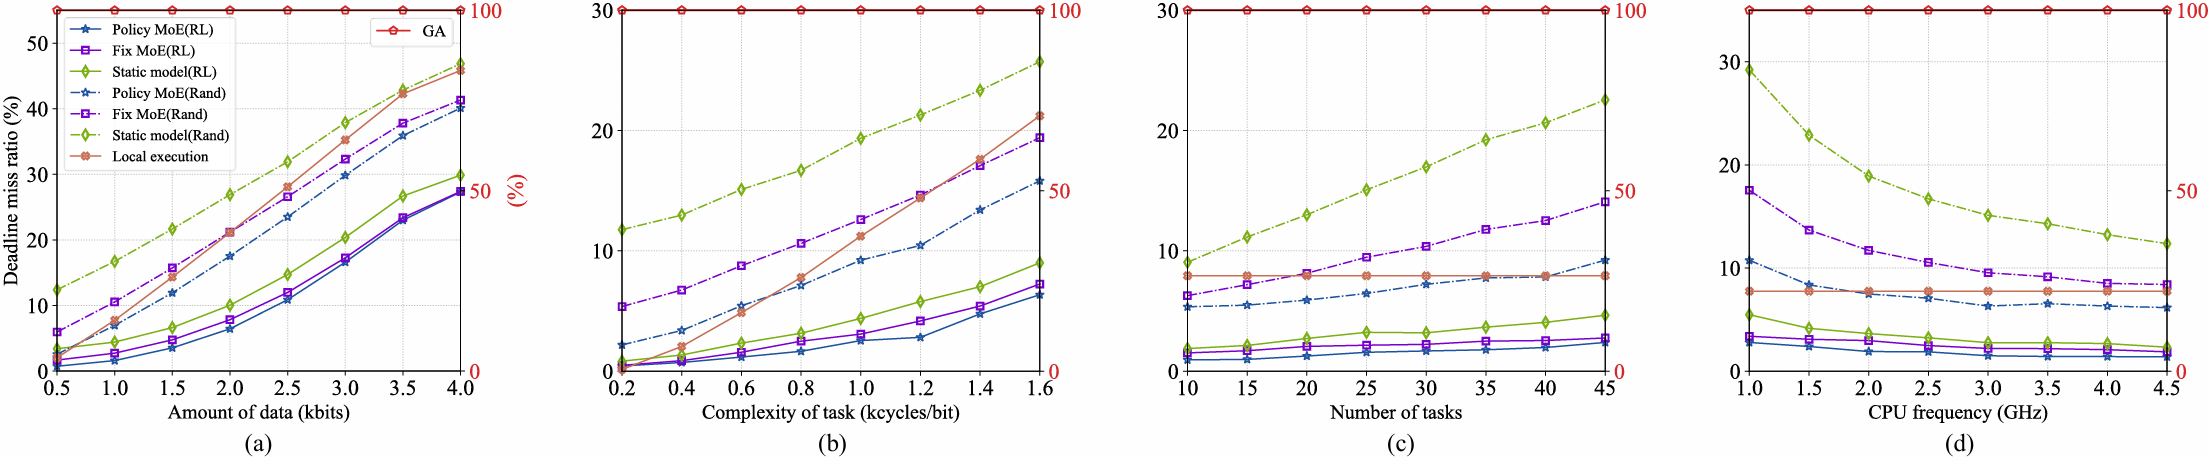 Deadline miss ratio (%)
0
10
20
30
40
50
Policy MoE(RL)
Fix MoE(RL)
Static model(RL)
Policy MoE(Rand)
Fix MoE(Rand)
Static model(Rand)
Local execution
GA
100
50
0
(%)
0.5 1.0 1.5 2.0 2.5 3.0 3.5 4.0
Amount of data (kbits)
(a)
30
20
10
0
100
50
0
0.2 0.4 0.6 0.8 1.0 1.2 1.4 1.6
Complexity of task (kcycles/bit)
(b)
30
20
10
0
100
50
0
10 15 20 25 30 35 40 45
Number of tasks
(c)
30
20
10
0
100
50
0
1.0 1.5 2.0 2.5 3.0 3.5 4.0 4.5
CPU frequency (GHz)
(d)